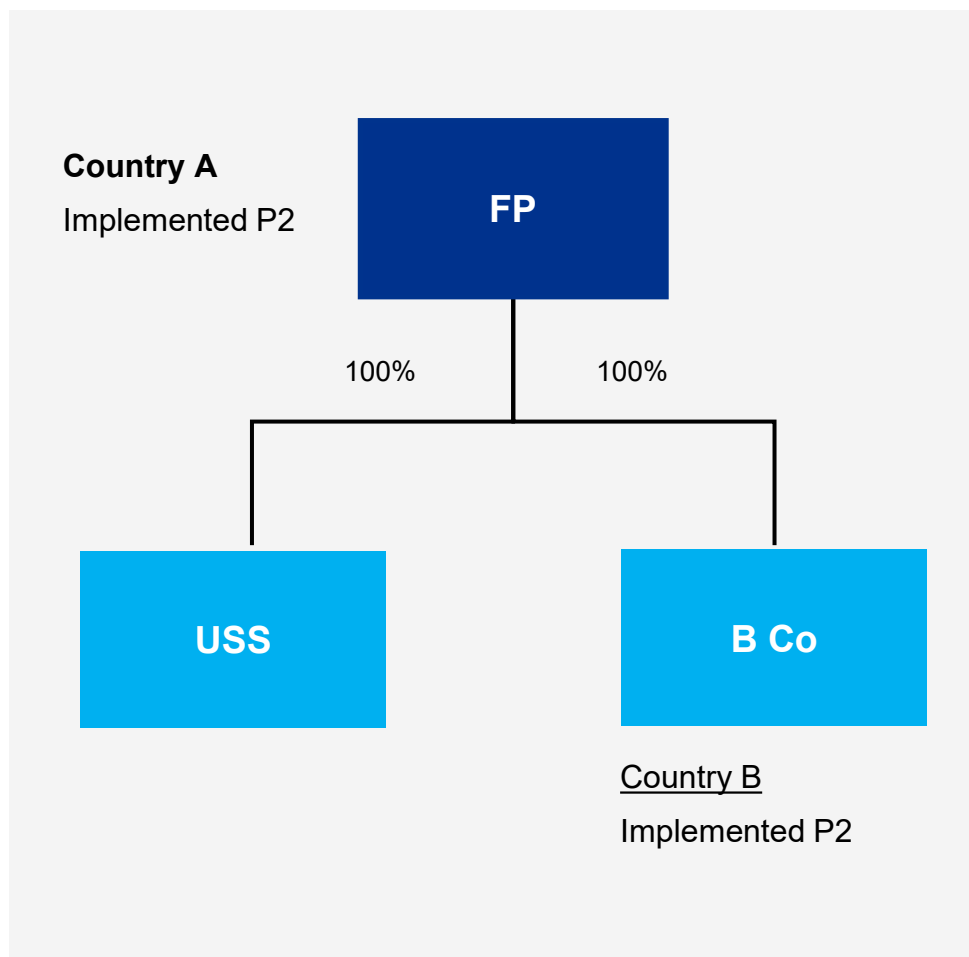 Country A
Implemented P2
FP
100%
100%
USS
B Co
Country B
Implemented P2